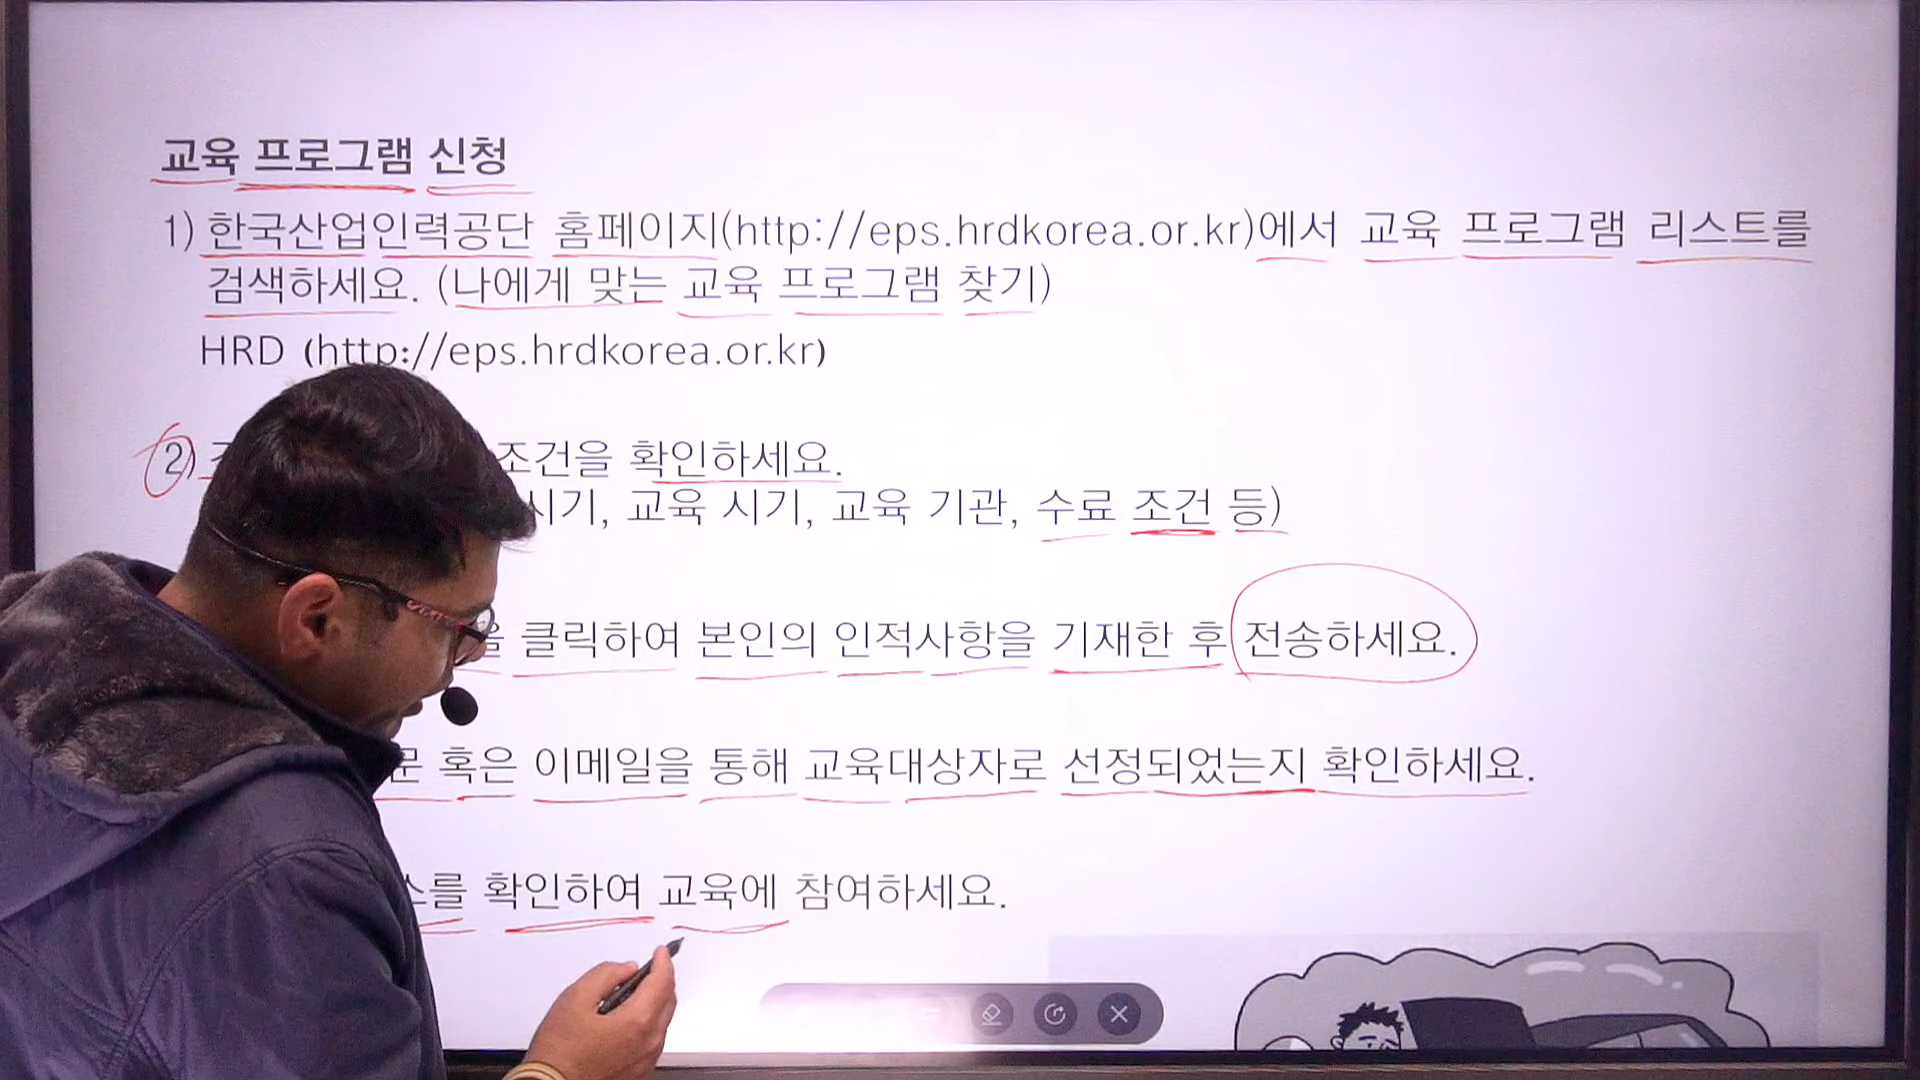 교육 프로그램 신청
1) 한국산업인력공단 홈페이지(http://eps.hrdkorea.or.kr)에서 교육 프로그램 리스트를
검색하세요. (나에게 맞는 교육 프로그램 찾기)
HRD (http://eps.hrdkorea.or.kr)
2) 조건을 확인하세요.
시기, 교육 시기, 교육 기관, 수료 조건 등)
클릭하여 본인의 인적사항을 기재한 후 전송하세요.
혹은 이메일을 통해 교육대상자로 선정되었는지 확인하세요.
확인하여 교육에 참여하세요.